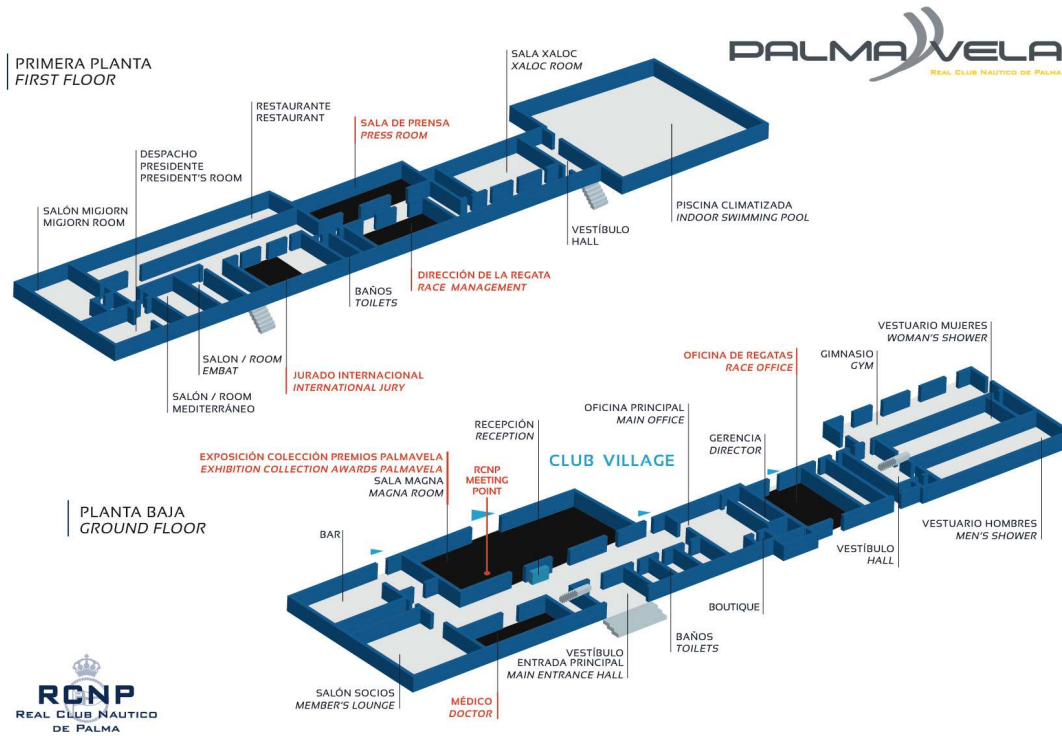 PRIMERA PLANTA
FIRST FLOOR
PALMAVELA
REAL CLUB NAUTICO DE PALMA
SALA XALOC
XALOC ROOM
RESTAURANTE
RESTAURANT
SALA DE PRENSA
PRESS ROOM
DESPACHO
PRESIDENTE
PRESIDENT'S ROOM
SALÓN MIGJORN
MIGJORN ROOM
PISCINA CLIMATIZADA
INDOOR SWIMMING POOL
VESTÍBULO
HALL
DIRECCIÓN DE LA REGATA
RACE MANAGEMENT
BAÑOS
TOILETS
SALON / ROOM
EMBAT
JURADO INTERNACIONAL
INTERNATIONAL JURY
SALÓN / ROOM
MEDITERRÁNEO
PLANTA BAJA
GROUND FLOOR
VESTUARIO MUJERES
WOMAN'S SHOWER
GIMNASIO
GYM
OFICINA DE REGATAS
RACE OFFICE
OFICINA PRINCIPAL
MAIN OFFICE
GERENCIA
DIRECTOR
RECEPCIÓN
RECEPTION
CLUB VILLAGE
EXPOSICIÓN COLECCIÓN PREMIOS PALMAVELA
EXHIBITION COLLECTION AWARDS PALMAVELA
SALA MAGNA
MAGNA ROOM
RCNP
MEETING
POINT
BAR
VESTUARIO HOMBRES
MEN'S SHOWER
VESTÍBULO
HALL
BOUTIQUE
BAÑOS
TOILETS
VESTÍBULO
ENTRADA PRINCIPAL
MAIN ENTRANCE HALL
MÉDICO
DOCTOR
SALÓN SOCIOS
MEMBER'S LOUNGE
RCNP
REAL CLUB NAUTICO
DE PALMA